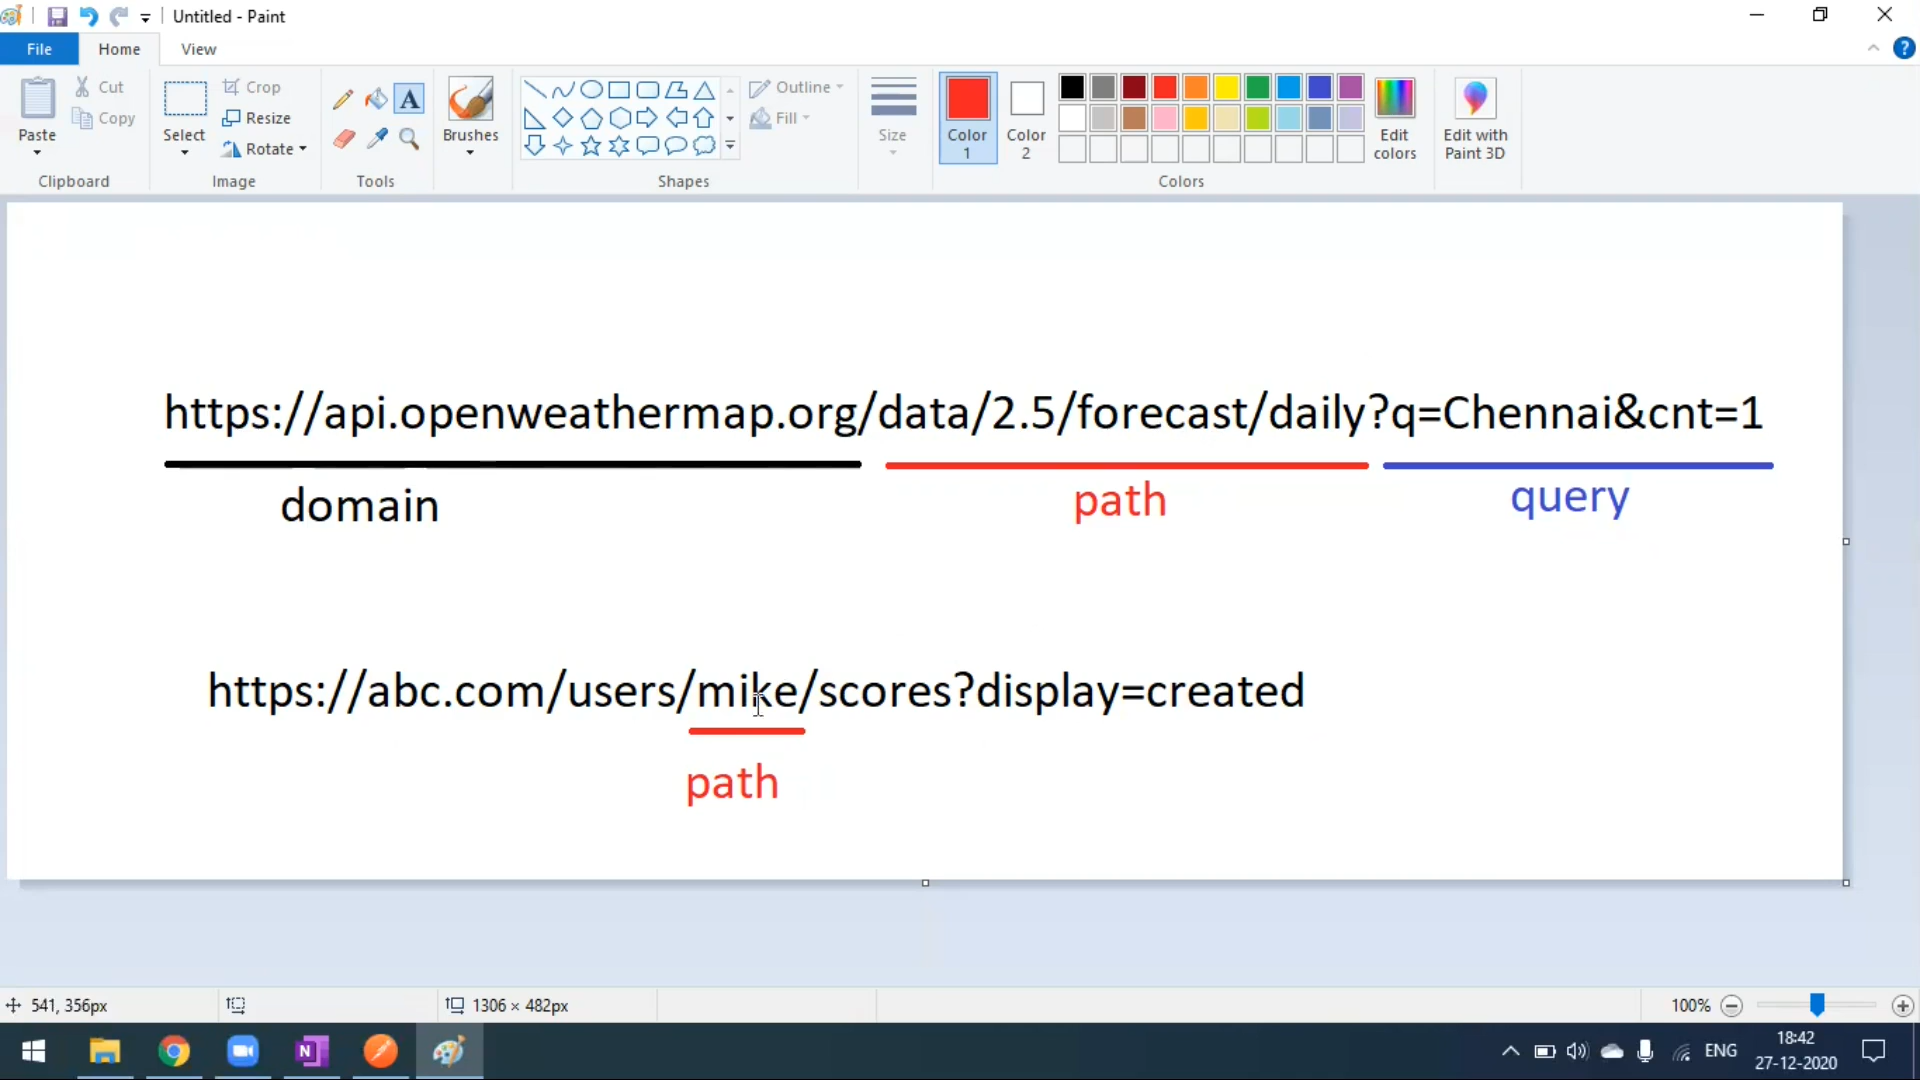 Untitled - Paint
File Home View
Paste Cut Copy Select Crop Resize Rotate A Brushes Outline Fill Size Color 1 Color 2 Edit colors Edit with Paint 3D
Clipboard Image Tools Shapes Colors
https://api.openweathermap.org/data/2.5/forecast/daily?q=Chennai&cnt=1
domain path query
https://abc.com/users/mike/scores?display=created
path
541, 356px 1306 × 482px 100%
N ENG 18:42
27-12-2020